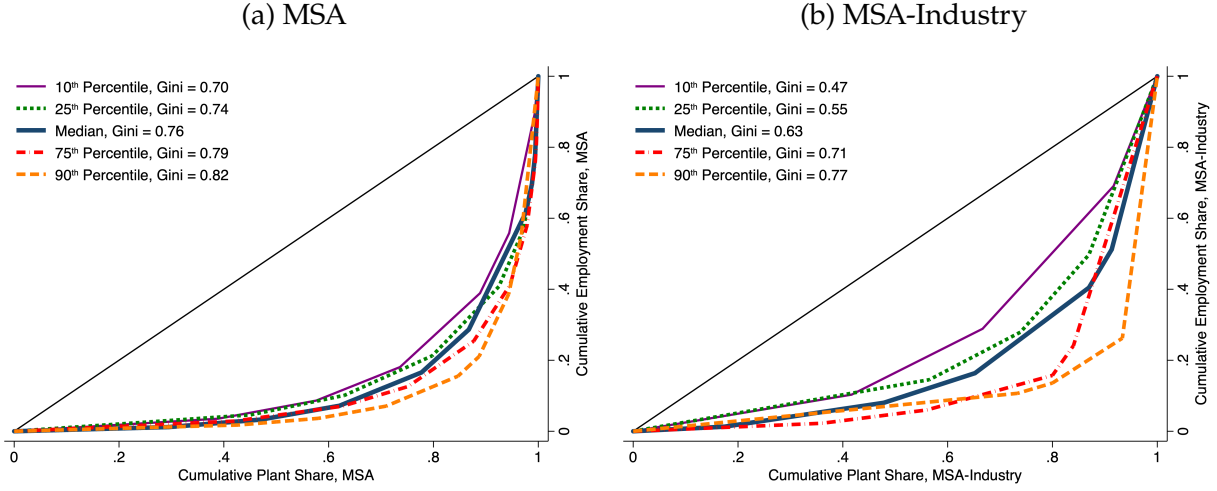 (a) MSA
10th Percentile, Gini = 0.70
25th Percentile, Gini = 0.74
Median, Gini = 0.76
75th Percentile, Gini = 0.79
90th Percentile, Gini = 0.82
0 .2 .4 .6 .8 1
Cumulative Employment Share, MSA
0 .2 .4 .6 .8 1
Cumulative Plant Share, MSA
(b) MSA-Industry
10th Percentile, Gini = 0.47
25th Percentile, Gini = 0.55
Median, Gini = 0.63
75th Percentile, Gini = 0.71
90th Percentile, Gini = 0.77
0 .2 .4 .6 .8 1
Cumulative Employment Share, MSA-Industry
0 .2 .4 .6 .8 1
Cumulative Plant Share, MSA-Industry